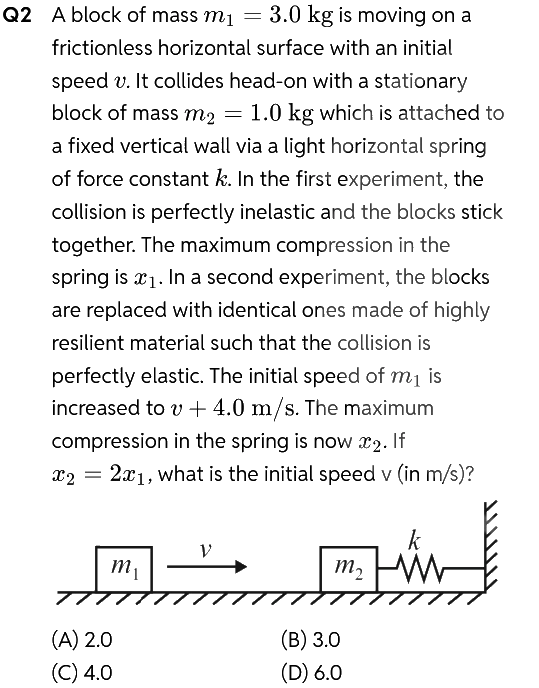 Q2 A block of mass m₁ = 3.0 kg is moving on a
frictionless horizontal surface with an initial
speed v. It collides head-on with a stationary
block of mass m₂ = 1.0 kg which is attached to
a fixed vertical wall via a light horizontal spring
of force constant k. In the first experiment, the
collision is perfectly inelastic and the blocks stick
together. The maximum compression in the
spring is x₁. In a second experiment, the blocks
are replaced with identical ones made of highly
resilient material such that the collision is
perfectly elastic. The initial speed of m₁ is
increased to v + 4.0 m/s. The maximum
compression in the spring is now x₂. If
x₂ = 2x₁, what is the initial speed v (in m/s)?
m₁ v m₂ k
(A) 2.0 (B) 3.0
(C) 4.0 (D) 6.0